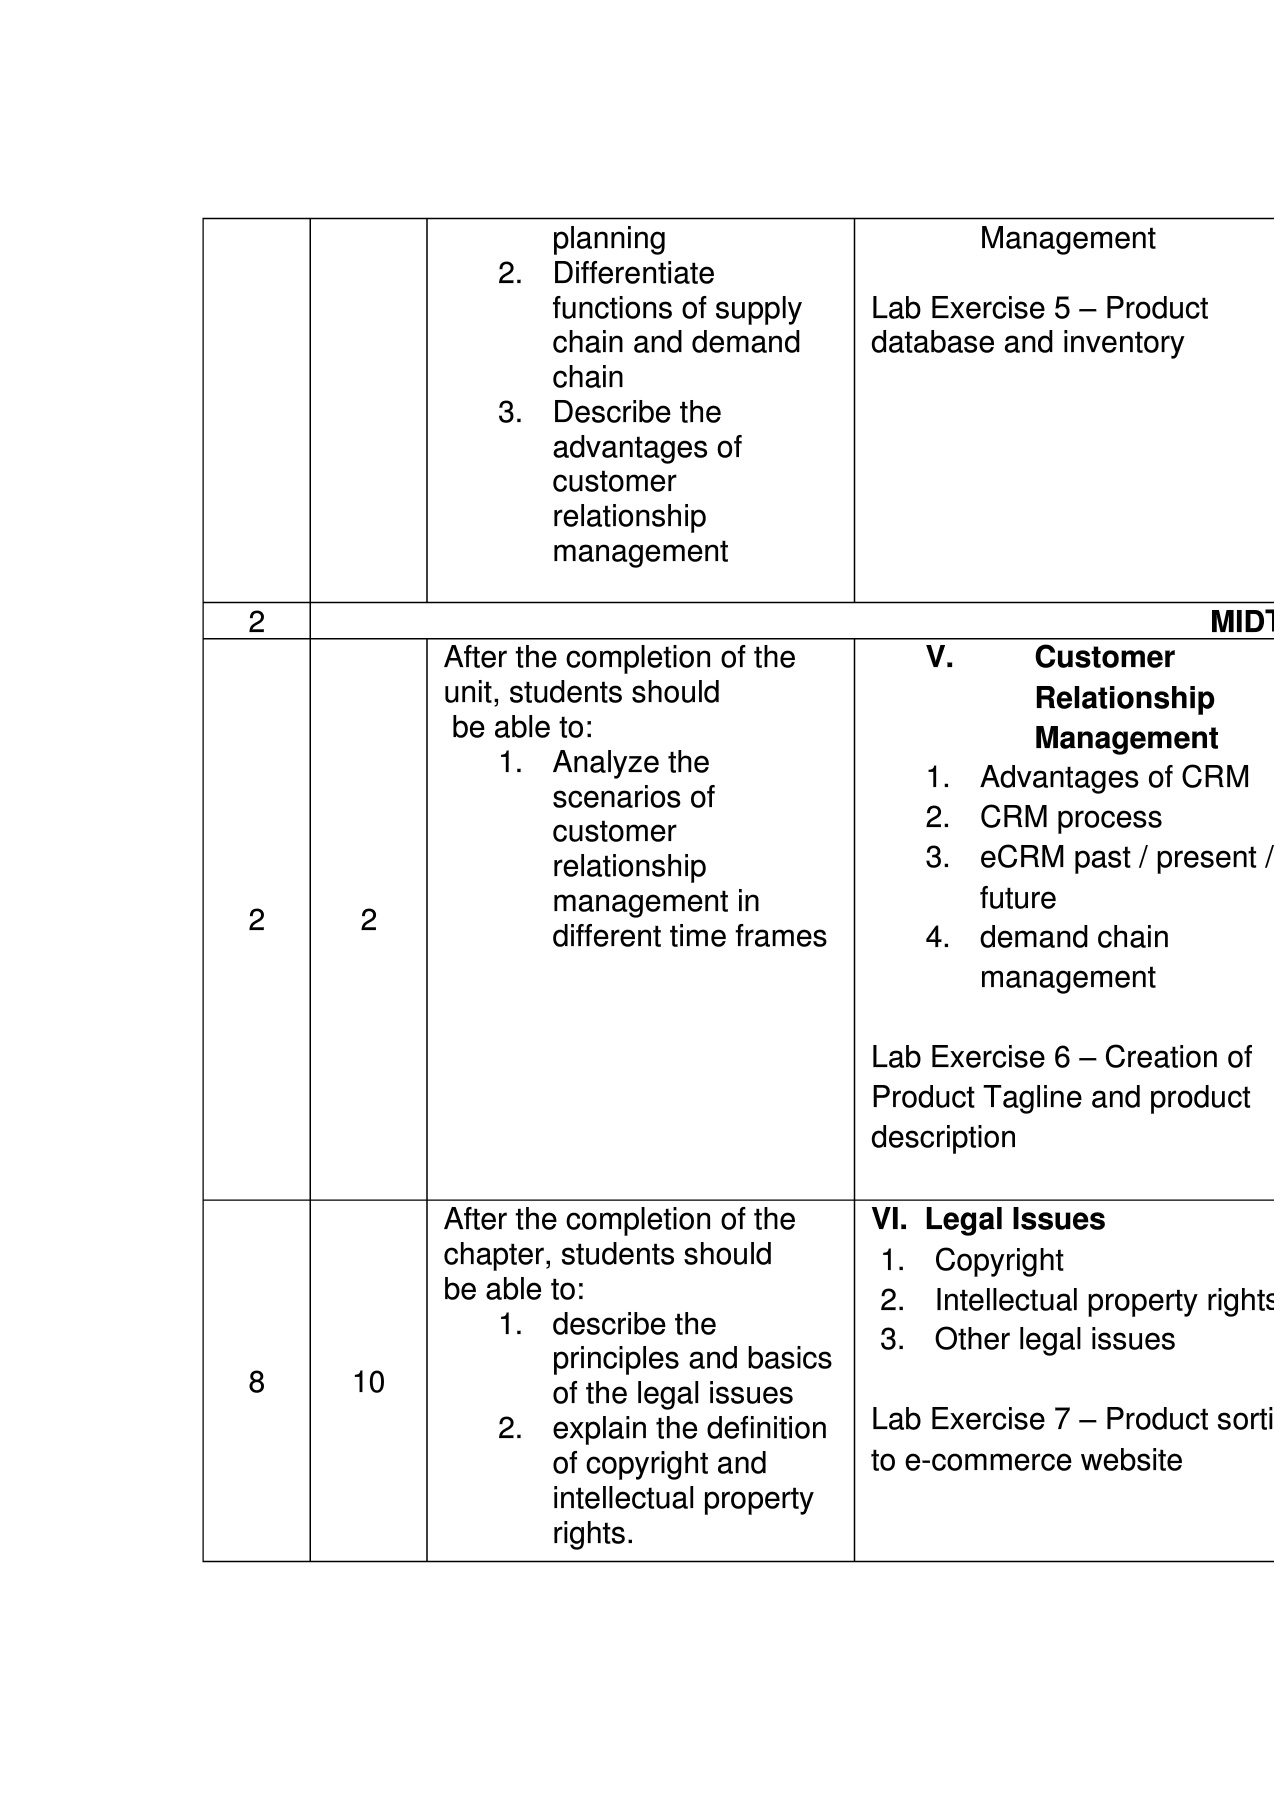 planning
2. Differentiate
functions of supply
chain and demand
chain
3. Describe the
advantages of
customer
relationship
management
Management
Lab Exercise 5 – Product
database and inventory
2
MIDT
2
2
After the completion of the
unit, students should
be able to:
1. Analyze the
scenarios of
customer
relationship
management in
different time frames
V. Customer
Relationship
Management
1. Advantages of CRM
2. CRM process
3. eCRM past / present /
future
4. demand chain
management
Lab Exercise 6 – Creation of
Product Tagline and product
description
8
10
After the completion of the
chapter, students should
be able to:
1. describe the
principles and basics
of the legal issues
2. explain the definition
of copyright and
intellectual property
rights.
VI. Legal Issues
1. Copyright
2. Intellectual property rights
3. Other legal issues
Lab Exercise 7 – Product sorti
to e-commerce website